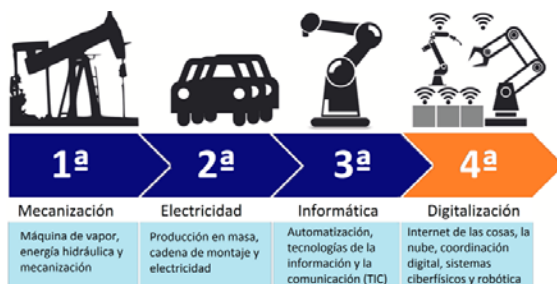 1ª
2ª
3ª
4ª
Mecanización
Electricidad
Informática
Digitalización
Máquina de vapor,
energía hidráulica y
mecanización
Producción en masa,
cadena de montaje y
electricidad
Automatización,
tecnologías de la
información y la
comunicación (TIC)
Internet de las cosas, la
nube, coordinación
digital, sistemas
ciberfísicos y robótica